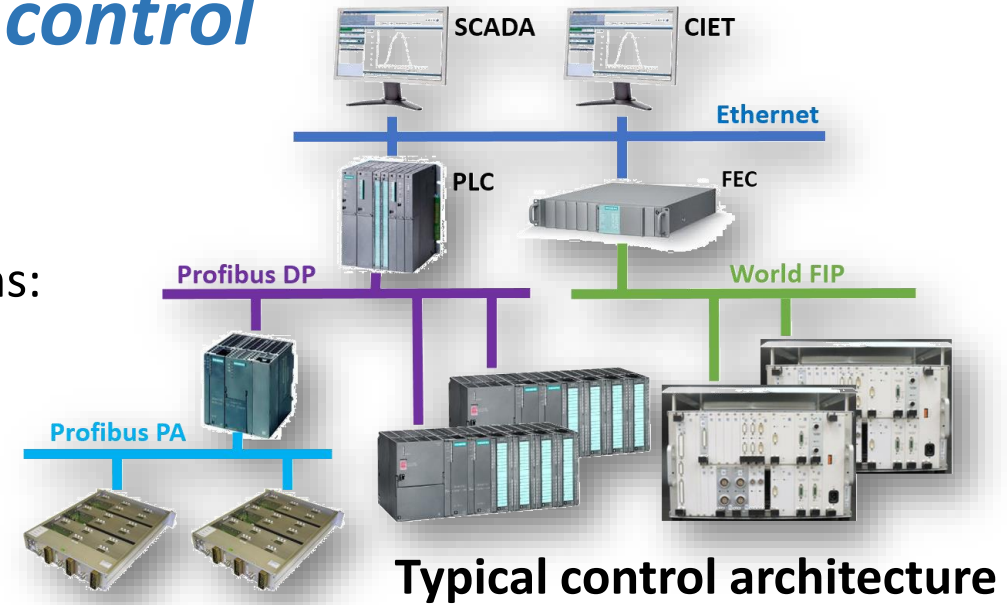 control
SCADA
CIET
Ethernet
PLC
FEC
ns:
Profibus DP
World FIP
Profibus PA
Typical control architecture